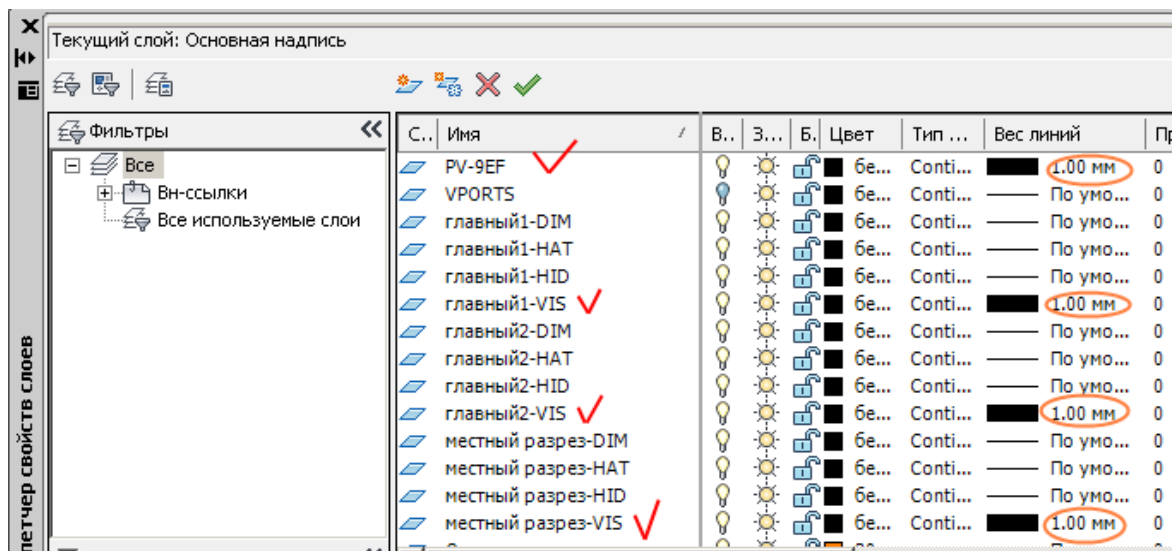 Текущий слой: Основная надпись
Фильтры
Все
Вн-ссылки
Все используемые слои
С.. Имя / В.. З... Б. Цвет Тип ... Вес линий
PV-9EF бе... Conti... 1.00 мм 0
VPORTS бе... Conti... По умо... 0
главный1-DIM бе... Conti... По умо... 0
главный1-HAT бе... Conti... По умо... 0
главный1-HID бе... Conti... По умо... 0
главный1-VIS бе... Conti... 1.00 мм 0
главный2-DIM бе... Conti... По умо... 0
главный2-HAT бе... Conti... По умо... 0
главный2-HID бе... Conti... По умо... 0
главный2-VIS бе... Conti... 1.00 мм 0
местный разрез-DIM бе... Conti... По умо... 0
местный разрез-HAT бе... Conti... По умо... 0
местный разрез-HID бе... Conti... По умо... 0
местный разрез-VIS бе... Conti... 1.00 мм 0
петчер свойств слоев